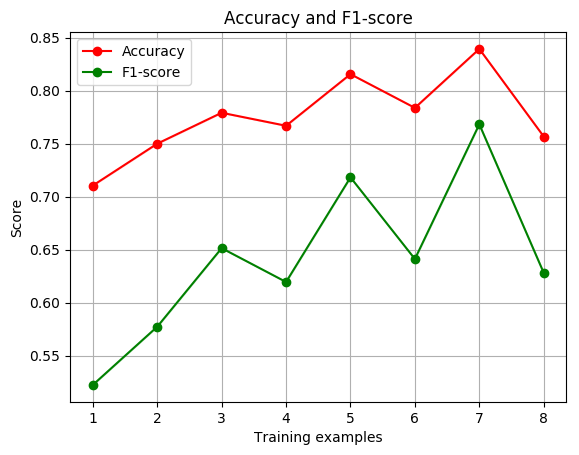 Accuracy and F1-score
Accuracy
F1-score
0.85
0.80
0.75
0.70
0.65
0.60
0.55
Score
1 2 3 4 5 6 7 8
Training examples